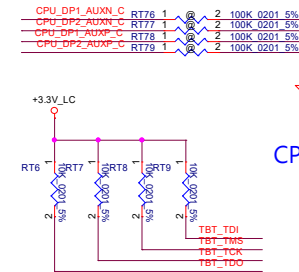 CPU_DP1_AUXN_C RT76 1 @ 2 100K_0201_5%
CPU_DP2_AUXN_C RT77 1 @ 2 100K_0201_5%
CPU_DP1_AUXP_C RT78 1 @ 2 100K_0201_5%
CPU_DP2_AUXP_C RT79 1 @ 2 100K_0201_5%
+3.3V_LC
CP
1 1 1 1
RT6 RT7 RT8 RT9
10K_0201_5% 10K_0201_5% 10K_0201_5% 10K_0201_5%
2 2 2 2
TBT_TDI
TBT_TMS
TBT_TCK
TBT_TDO